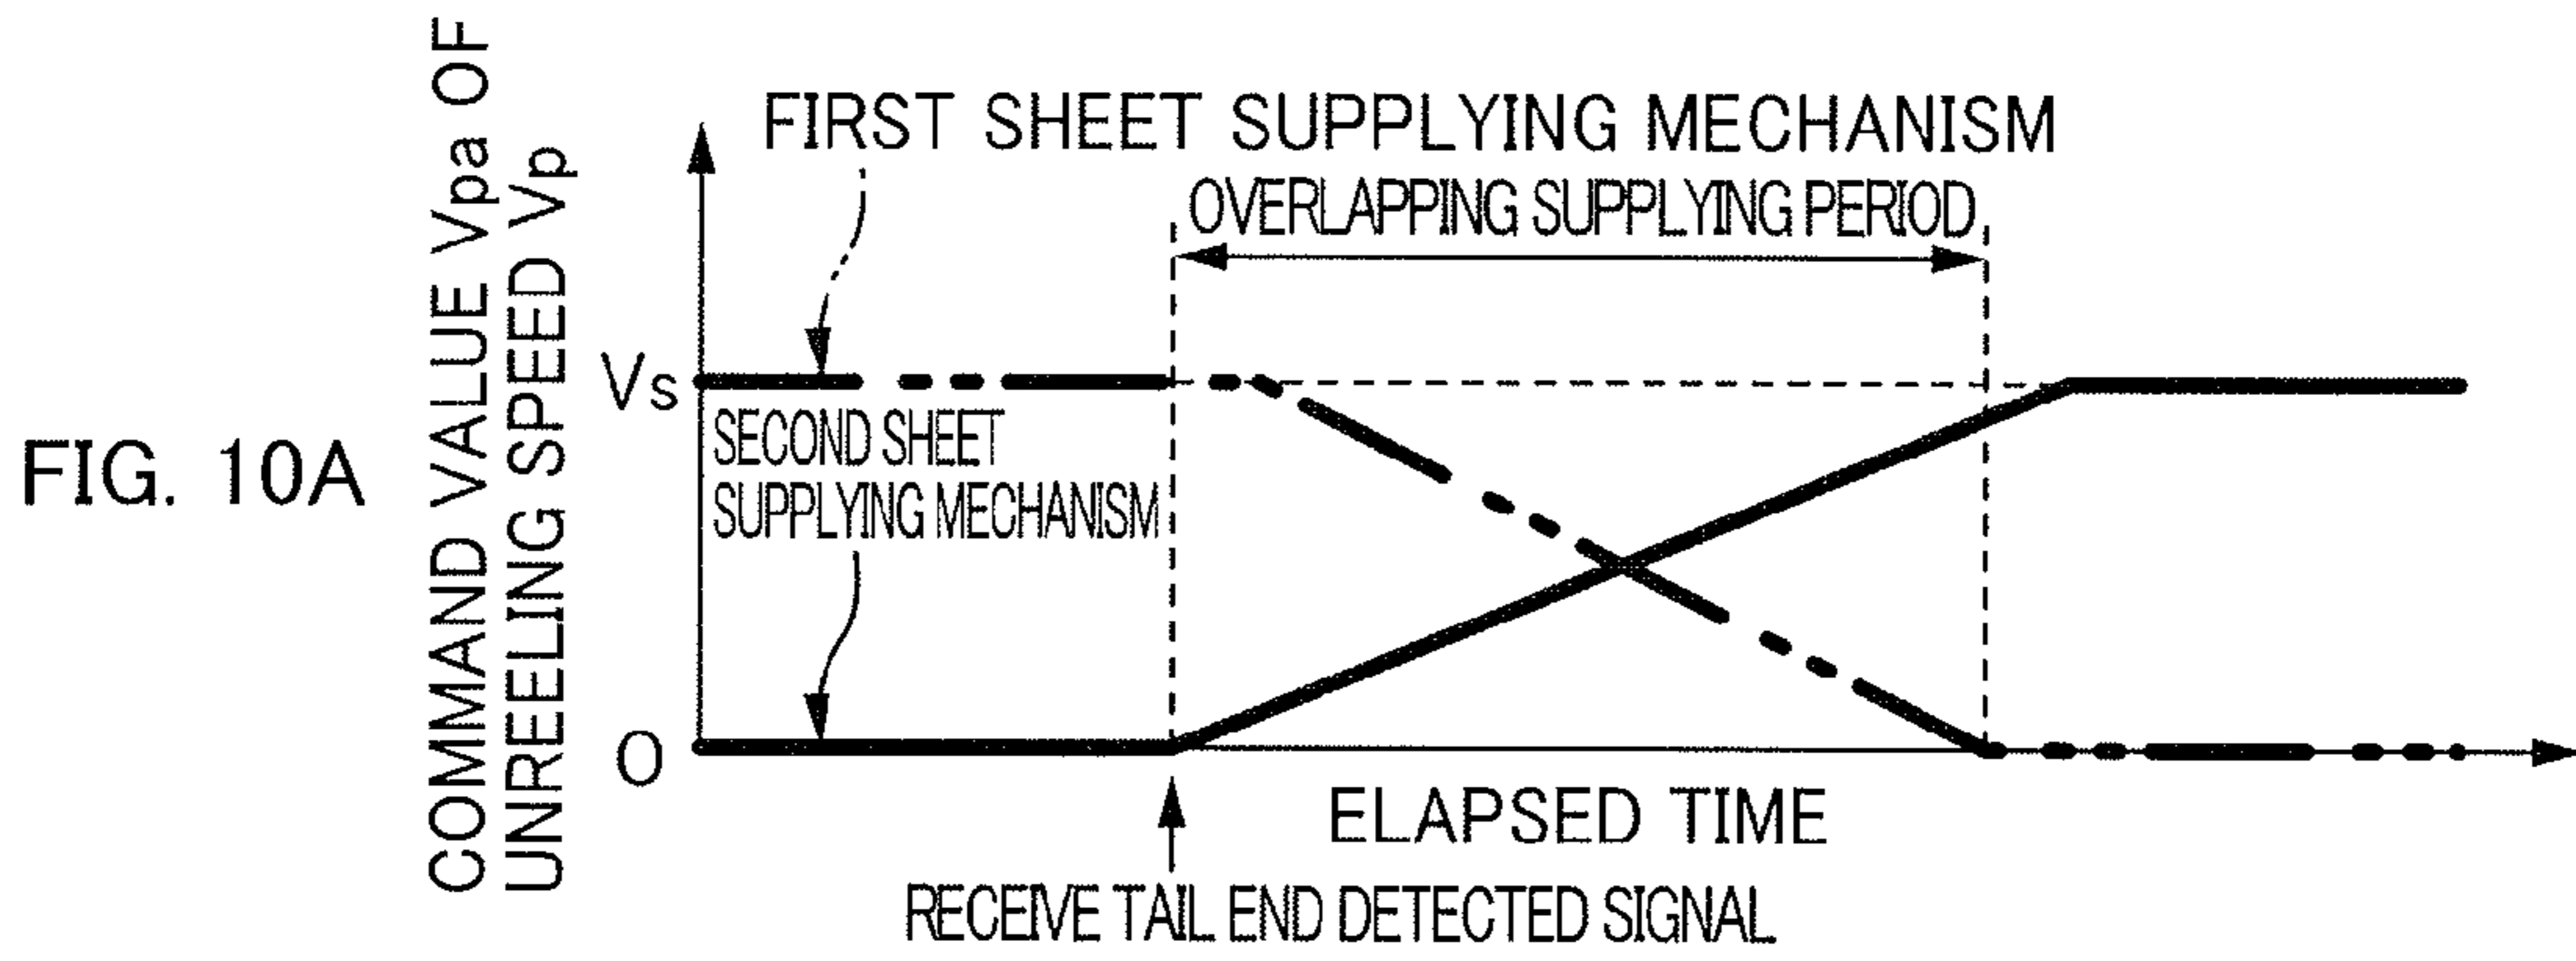 FIG. 10A
COMMAND VALUE Vpa OF
UNREELING SPEED Vp
FIRST SHEET SUPPLYING MECHANISM
OVERLAPPING SUPPLYING PERIOD
Vs
SECOND SHEET
SUPPLYING MECHANISM
O
ELAPSED TIME
RECEIVE TAIL END DETECTED SIGNAL